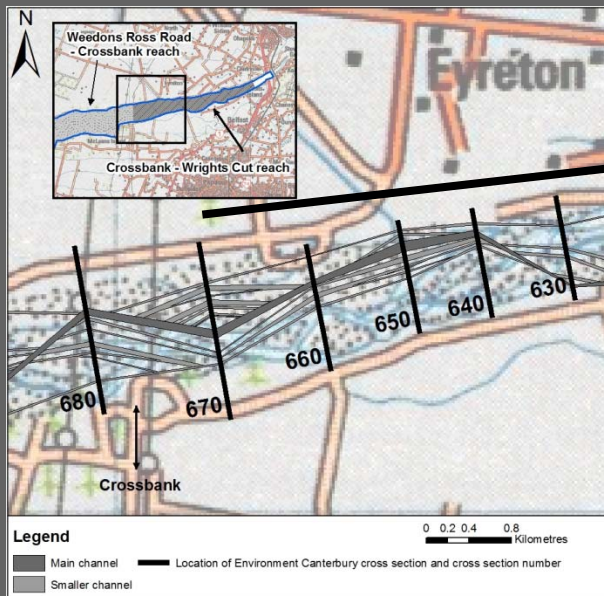 N
Weedons Ross Road
- Crossbank reach
Crossbank - Wrights Cut reach
Eyreton
680
670
660
650
640
630
Crossbank
Legend
Main channel
Smaller channel
Location of Environment Canterbury cross section and cross section number
0 0.2 0.4 0.8
Kilometres